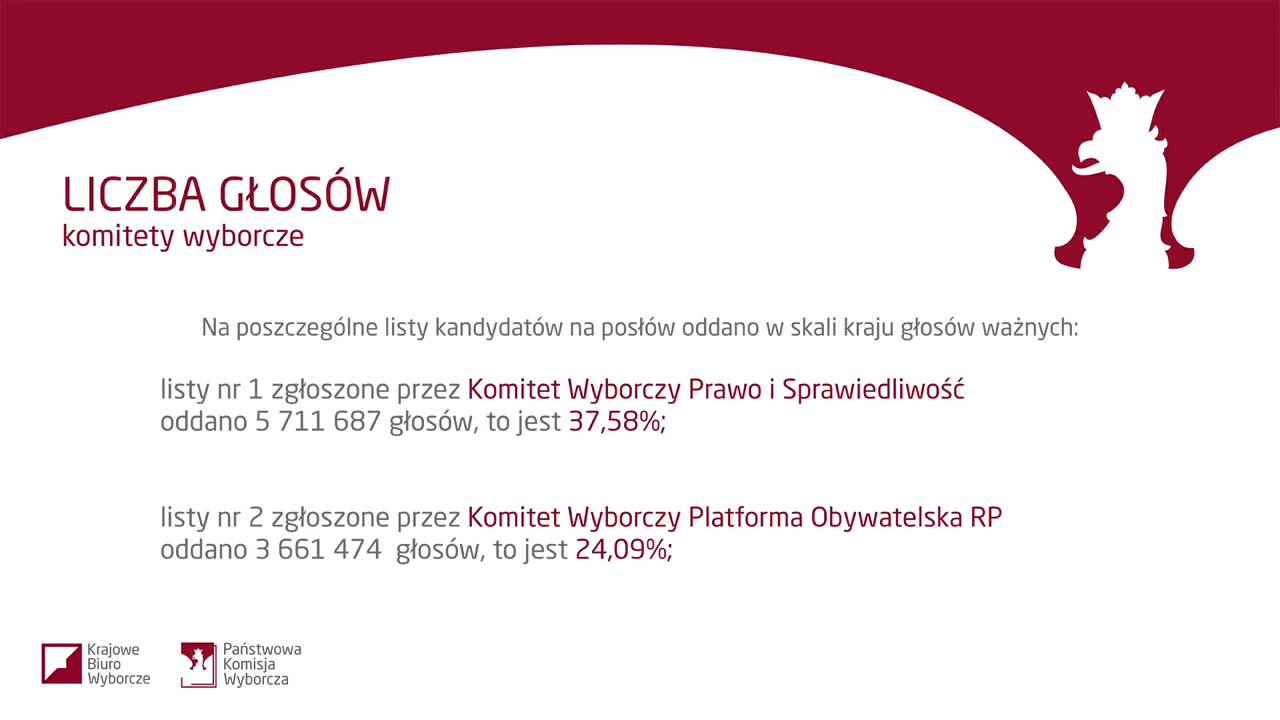 LICZBA GŁOSÓW
komitety wyborcze
Na poszczególne listy kandydatów na posłów oddano w skali kraju głosów ważnych:
listy nr 1 zgłoszone przez Komitet Wyborczy Prawo i Sprawiedliwość
oddano 5 711 687 głosów, to jest 37,58%;
listy nr 2 zgłoszone przez Komitet Wyborczy Platforma Obywatelska RP
oddano 3 661 474 głosów, to jest 24,09%;
Krajowe
Biuro
Wyborcze
Państwowa
Komisja
Wyborcza